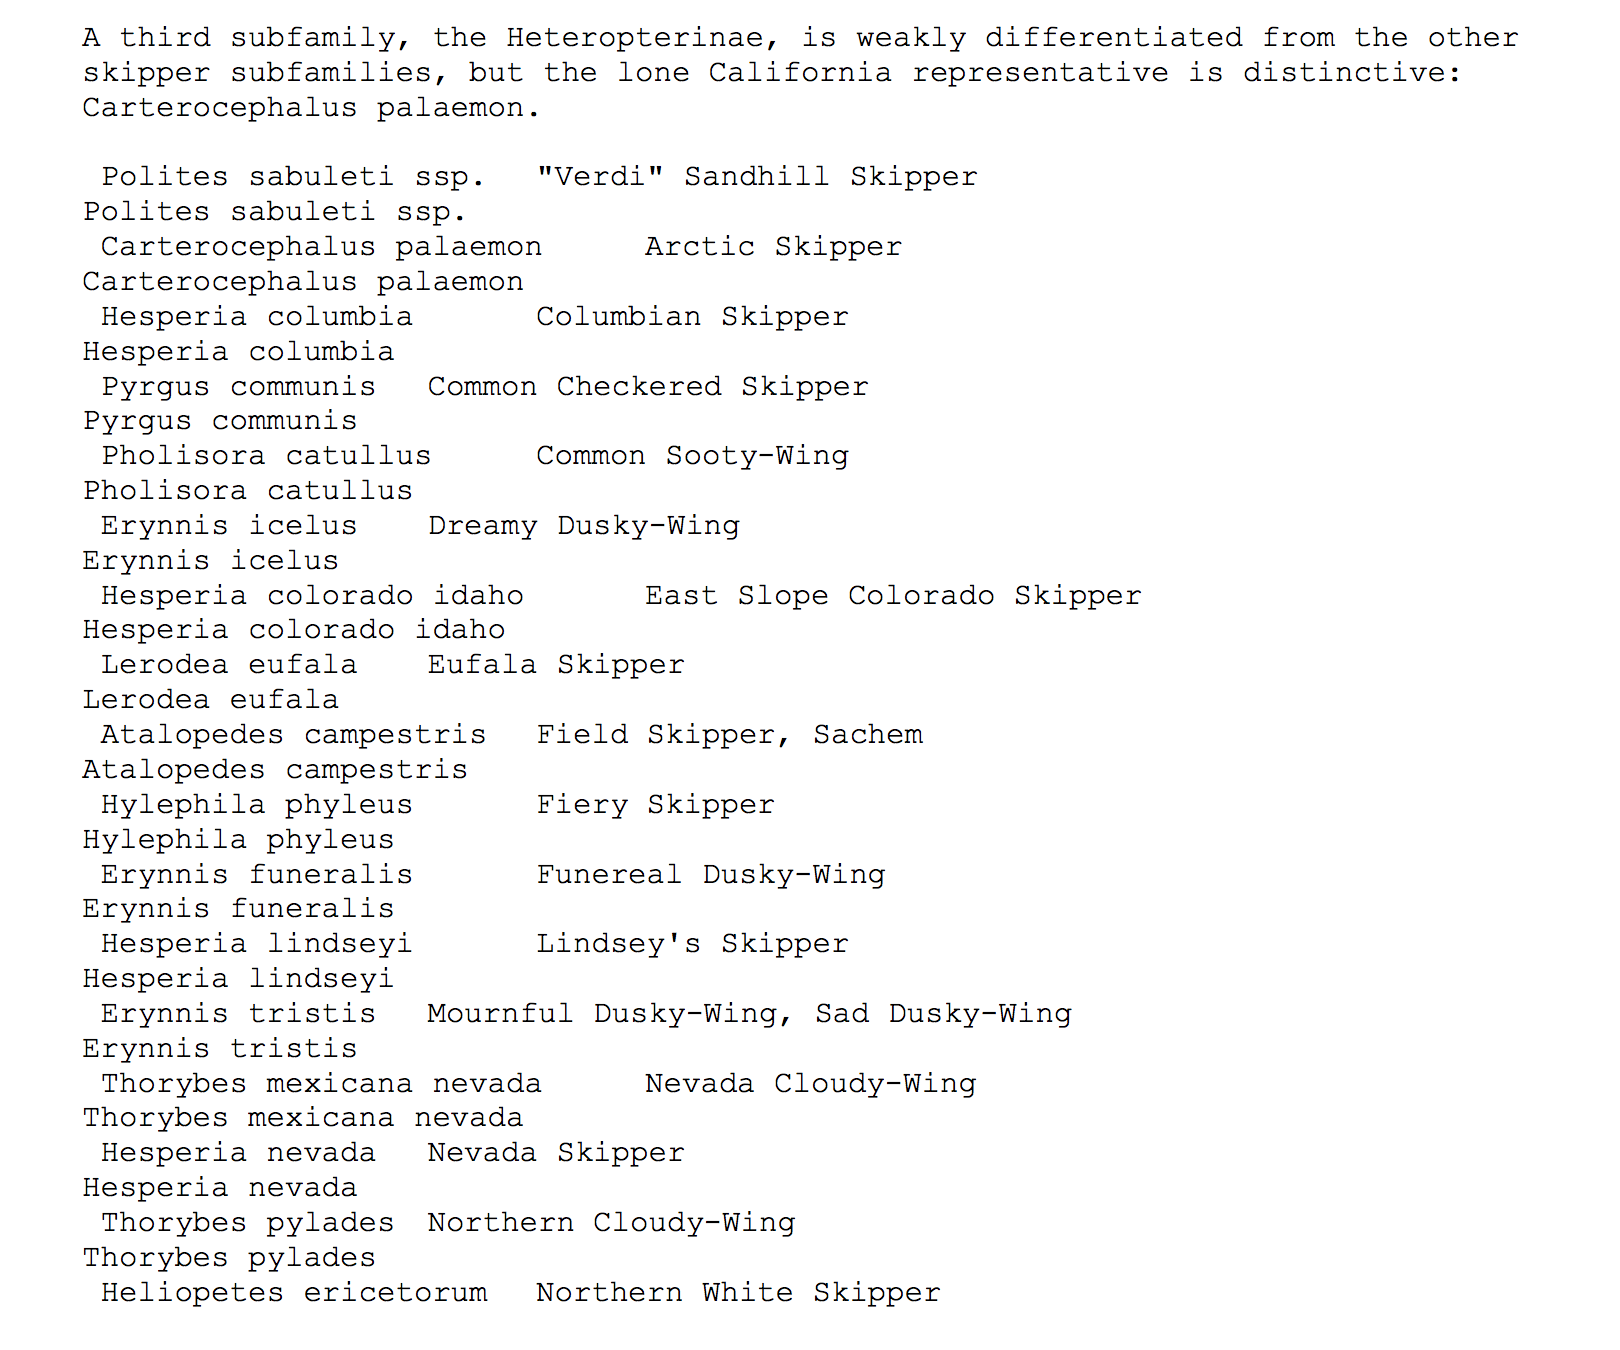 A third subfamily, the Heteropterinae, is weakly differentiated from the other
skipper subfamilies, but the lone California representative is distinctive:
Carterocephalus palaemon.

Polites sabuleti ssp.   "Verdi" Sandhill Skipper
Polites sabuleti ssp.
Carterocephalus palaemon      Arctic Skipper
Carterocephalus palaemon
Hesperia columbia       Columbian Skipper
Hesperia columbia
Pyrgus communis   Common Checkered Skipper
Pyrgus communis
Pholisora catullus      Common Sooty-Wing
Pholisora catullus
Erynnis icelus    Dreamy Dusky-Wing
Erynnis icelus
Hesperia colorado idaho       East Slope Colorado Skipper
Hesperia colorado idaho
Lerodea eufala    Eufala Skipper
Lerodea eufala
Atalopedes campestris   Field Skipper, Sachem
Atalopedes campestris
Hylephila phyleus       Fiery Skipper
Hylephila phyleus
Erynnis funeralis       Funereal Dusky-Wing
Erynnis funeralis
Hesperia lindseyi       Lindsey's Skipper
Hesperia lindseyi
Erynnis tristis   Mournful Dusky-Wing, Sad Dusky-Wing
Erynnis tristis
Thorybes mexicana nevada      Nevada Cloudy-Wing
Thorybes mexicana nevada
Hesperia nevada   Nevada Skipper
Hesperia nevada
Thorybes pylades  Northern Cloudy-Wing
Thorybes pylades
Heliopetes ericetorum   Northern White Skipper